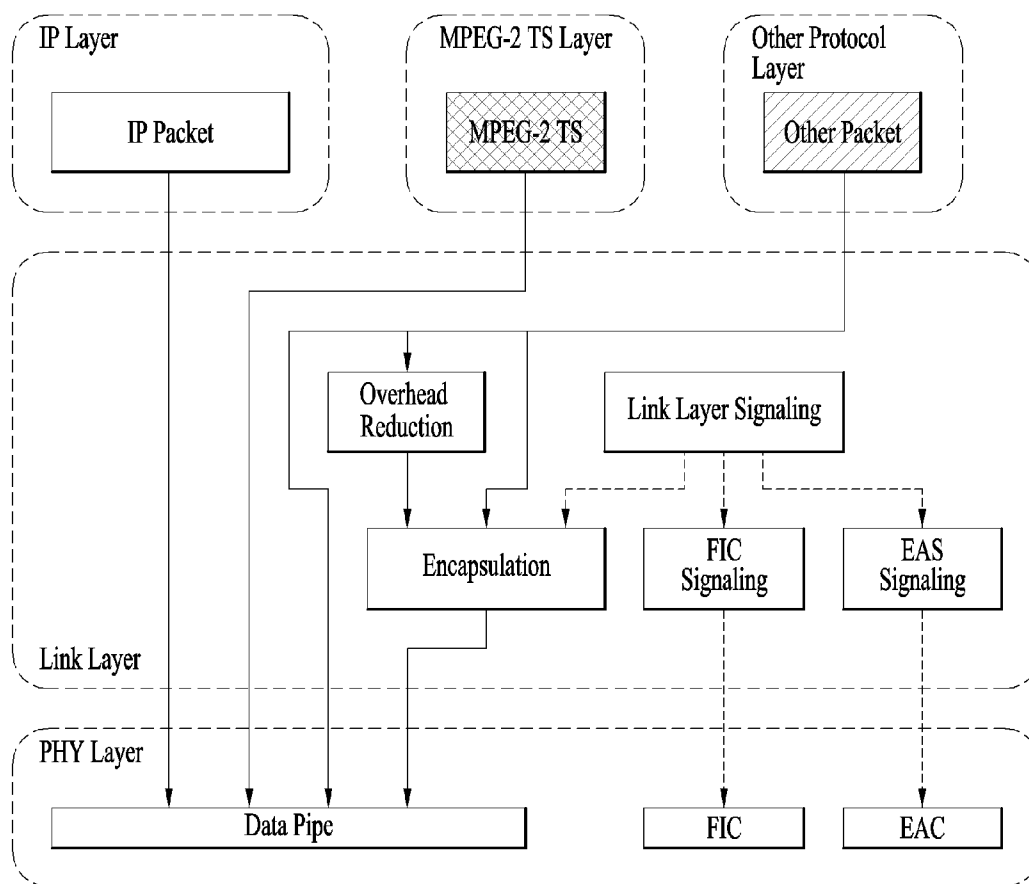 IP Layer
IP Packet
MPEG-2 TS Layer
MPEG-2 TS
Other Protocol
Layer
Other Packet
Overhead
Reduction
Link Layer Signaling
Encapsulation
FIC
Signaling
EAS
Signaling
Link Layer
PHY Layer
Data Pipe
FIC
EAC